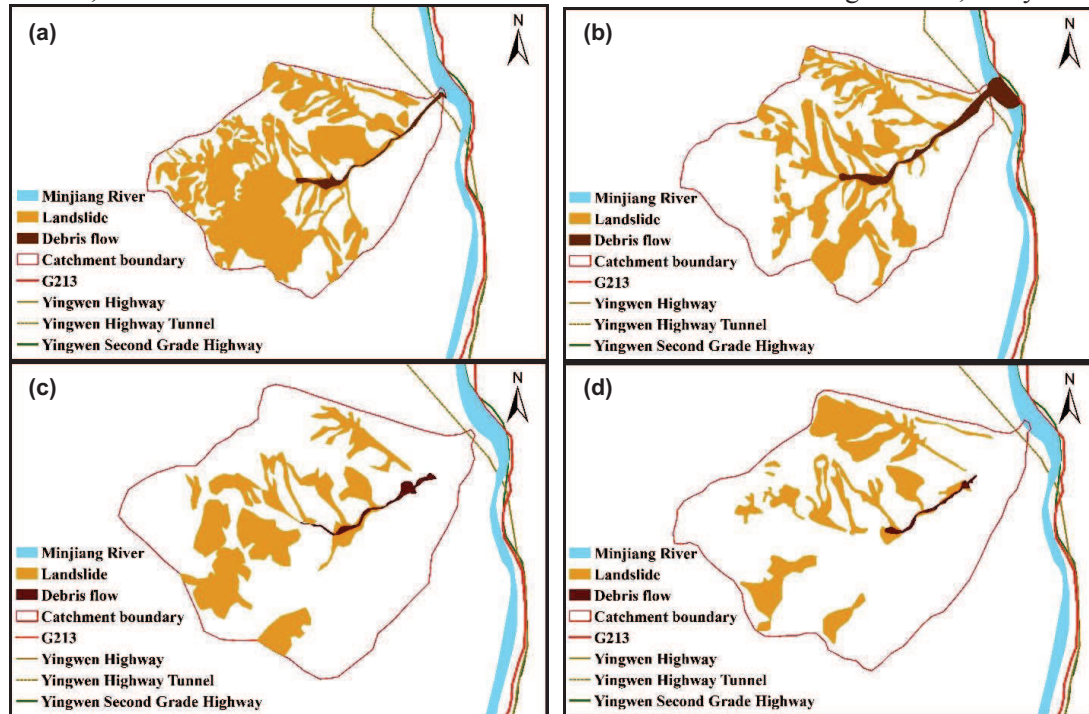 (a)
N
Minjiang River
Landslide
Debris flow
Catchment boundary
G213
Yingwen Highway
Yingwen Highway Tunnel
Yingwen Second Grade Highway
(b)
N
Minjiang River
Landslide
Debris flow
Catchment boundary
G213
Yingwen Highway
Yingwen Highway Tunnel
Yingwen Second Grade Highway
(c)
N
Minjiang River
Landslide
Debris flow
Catchment boundary
G213
Yingwen Highway
Yingwen Highway Tunnel
Yingwen Second Grade Highway
(d)
N
Minjiang River
Landslide
Debris flow
Catchment boundary
G213
Yingwen Highway
Yingwen Highway Tunnel
Yingwen Second Grade Highway